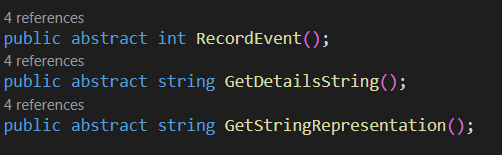 4 references
public abstract int RecordEvent();
4 references
public abstract string GetDetailsString();
4 references
public abstract string GetStringRepresentation();